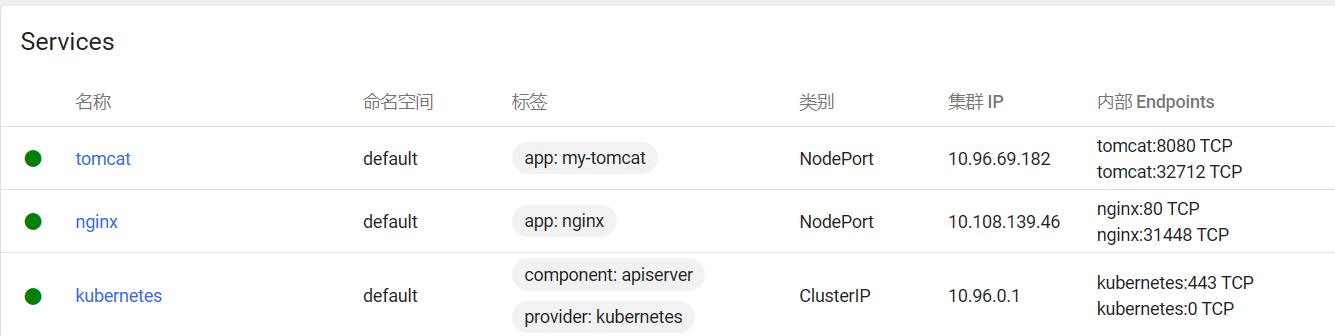 Services
名称 命名空间 标签 类别 集群 IP 内部 Endpoints
tomcat default app: my-tomcat NodePort 10.96.69.182 tomcat:8080 TCP
tomcat:32712 TCP
nginx default app: nginx NodePort 10.108.139.46 nginx:80 TCP
nginx:31448 TCP
kubernetes default component: apiserver ClusterIP 10.96.0.1 kubernetes:443 TCP
provider: kubernetes kubernetes:0 TCP